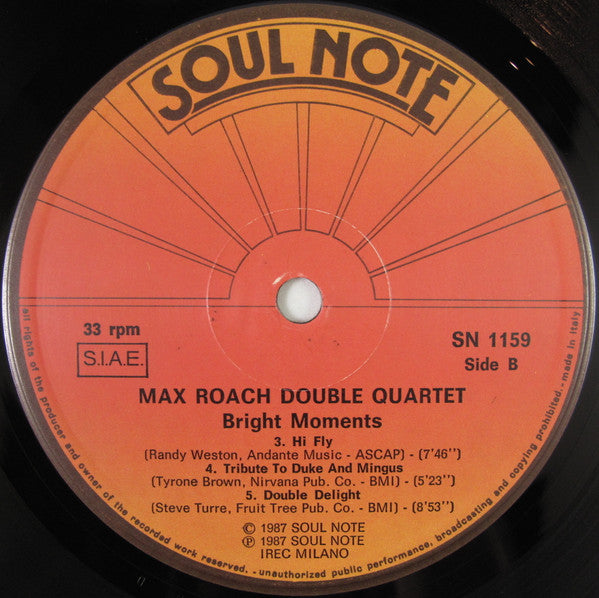 SOUL NOTE
33 rpm
S.I.A.E.
SN 1159
Side B
MAX ROACH DOUBLE QUARTET
Bright Moments
3. Hi Fly
(Randy Weston, Andante Music - ASCAP) - (7'46'')
4. Tribute To Duke And Mingus
(Tyrone Brown, Nirvana Pub. Co. - BMI) - (5'23'')
5. Double Delight
(Steve Turre, Fruit Tree Pub. Co. - BMI) - (8'53'')
© 1987 SOUL NOTE
℗ 1987 SOUL NOTE
IREC MILANO
all rights of the producer and owner of the recorded work reserved. - unauthorized public performance, broadcasting and copying prohibited. - made in italy